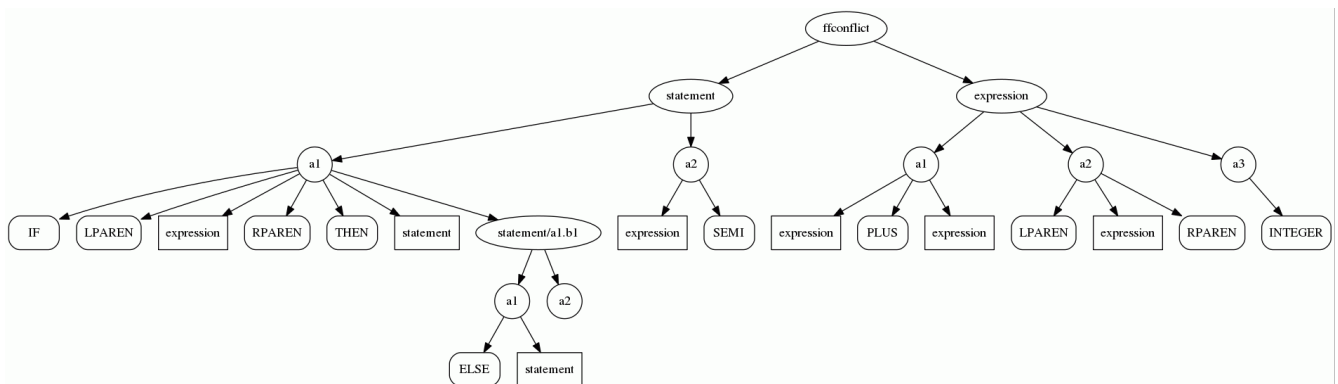 ffconflict
statement expression
a1 a2 a1 a2 a3
IF LPAREN expression RPAREN THEN statement statement/a1.b1 expression SEMI expression PLUS expression LPAREN expression RPAREN INTEGER
a1 a2
ELSE statement